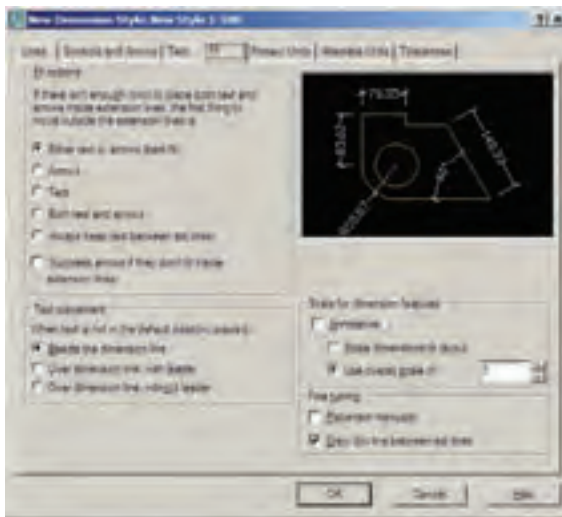 New Dimension Style: New Style
Lines Symbols and Arrows Text Fit Primary Units Alternate Units Tolerances
Fit options
If there isn't enough room to place both text and
arrows inside extension lines, the first thing to
move outside the extension lines is:
Either text or arrows (best fit)
Arrows
Text
Both text and arrows
Always keep text between ext lines
Suppress arrows if they don't fit inside
extension lines
Text placement
When text is not in the default position, place it:
Beside the dimension line
Over dimension line, with leader
Over dimension line, without leader
Scale for dimension features
Annotative
Scale dimensions to layout
Use overall scale of:
Fine tuning
Place text manually
Draw dim line between ext lines
OK Cancel Help